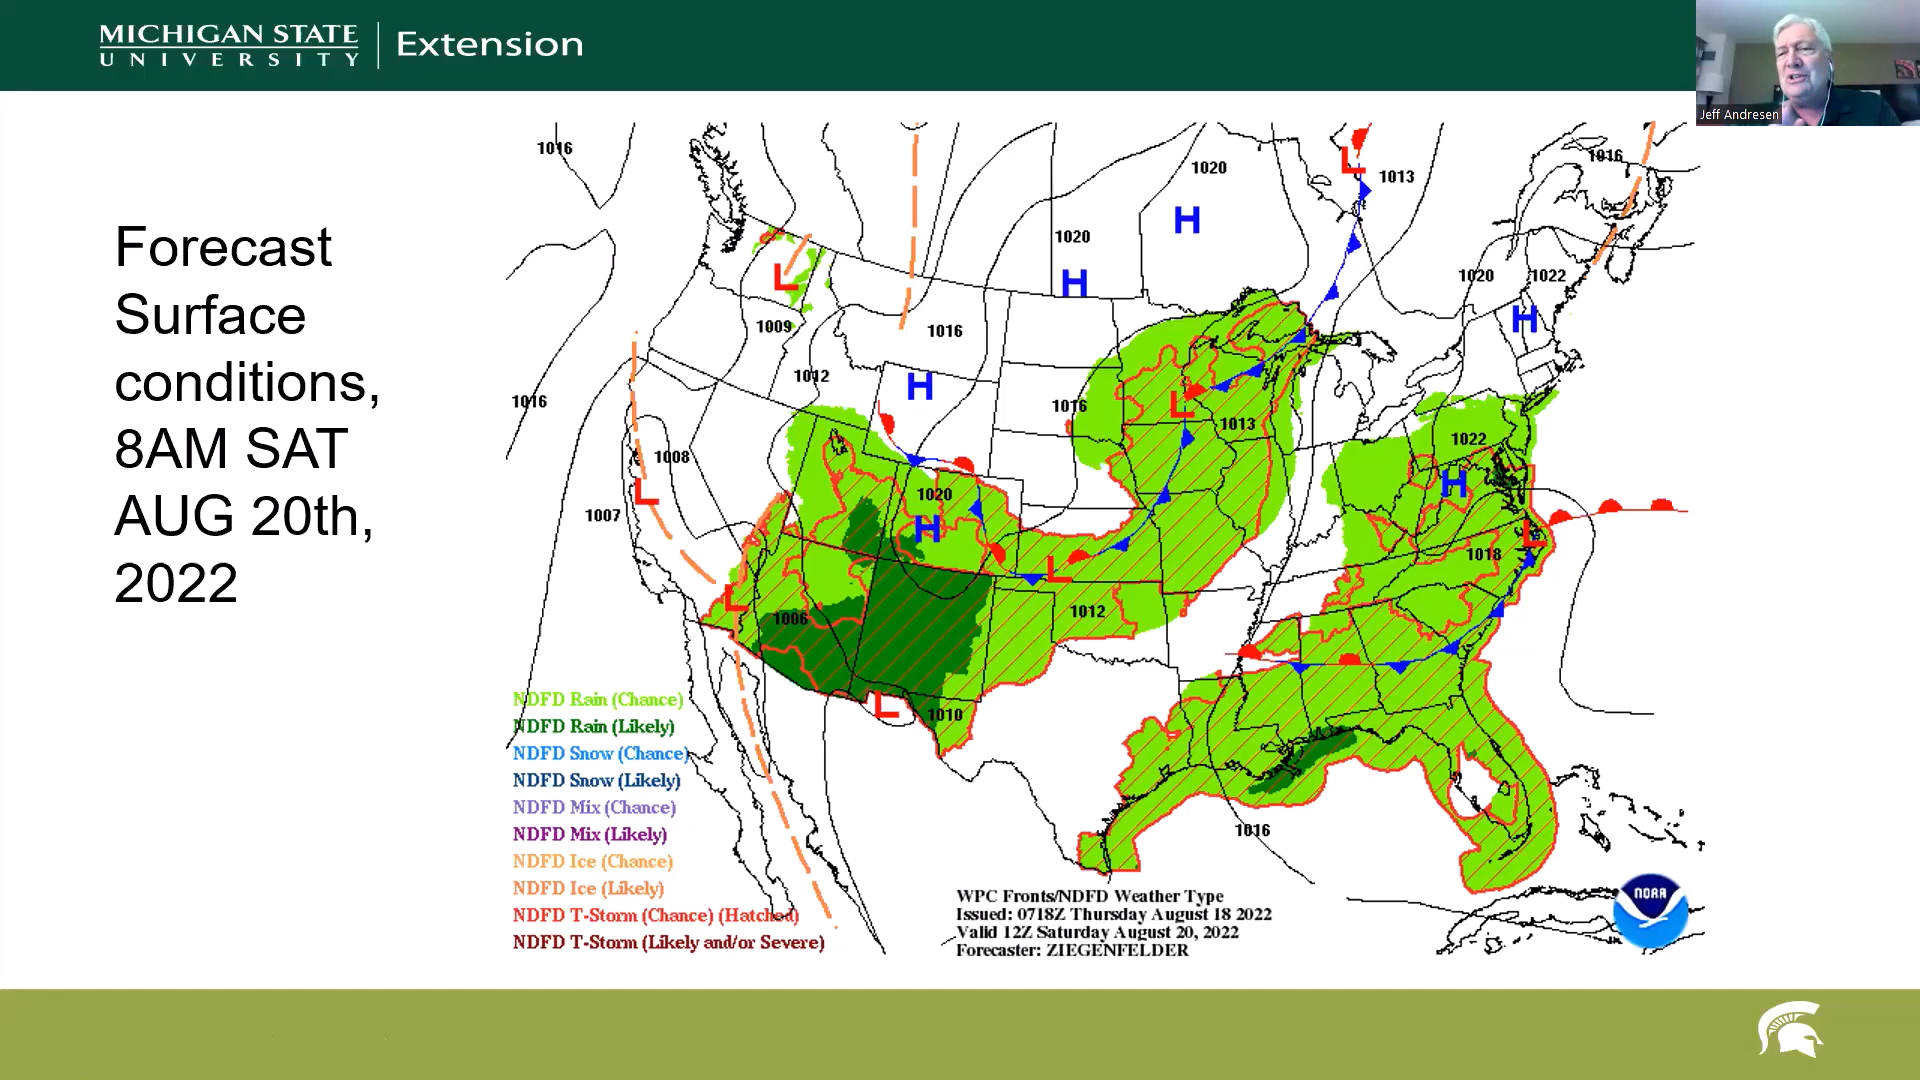 MICHIGAN STATE
UNIVERSITY
Extension
Jeff Andresen
Forecast
Surface
conditions,
8AM SAT
AUG 20th,
2022
1016
1020
1013
1016
1020
H
L
1020
1022
H
L
1009
1016
H
H
1012
1016
1016
L
1013
1022
1008
L
1007
1020
H
H
L
1018
L
1006
L
1012
L
1010
1016
NDFD Rain (Chance)
NDFD Rain (Likely)
NDFD Snow (Chance)
NDFD Snow (Likely)
NDFD Mix (Chance)
NDFD Mix (Likely)
NDFD Ice (Chance)
NDFD Ice (Likely)
NDFD T-Storm (Chance) (Hatched)
NDFD T-Storm (Likely and/or Severe)
WPC Fronts/NDFD Weather Type
Issued: 0718Z Thursday August 18 2022
Valid 12Z Saturday August 20, 2022
Forecaster: ZIEGENFELDER
NOAA